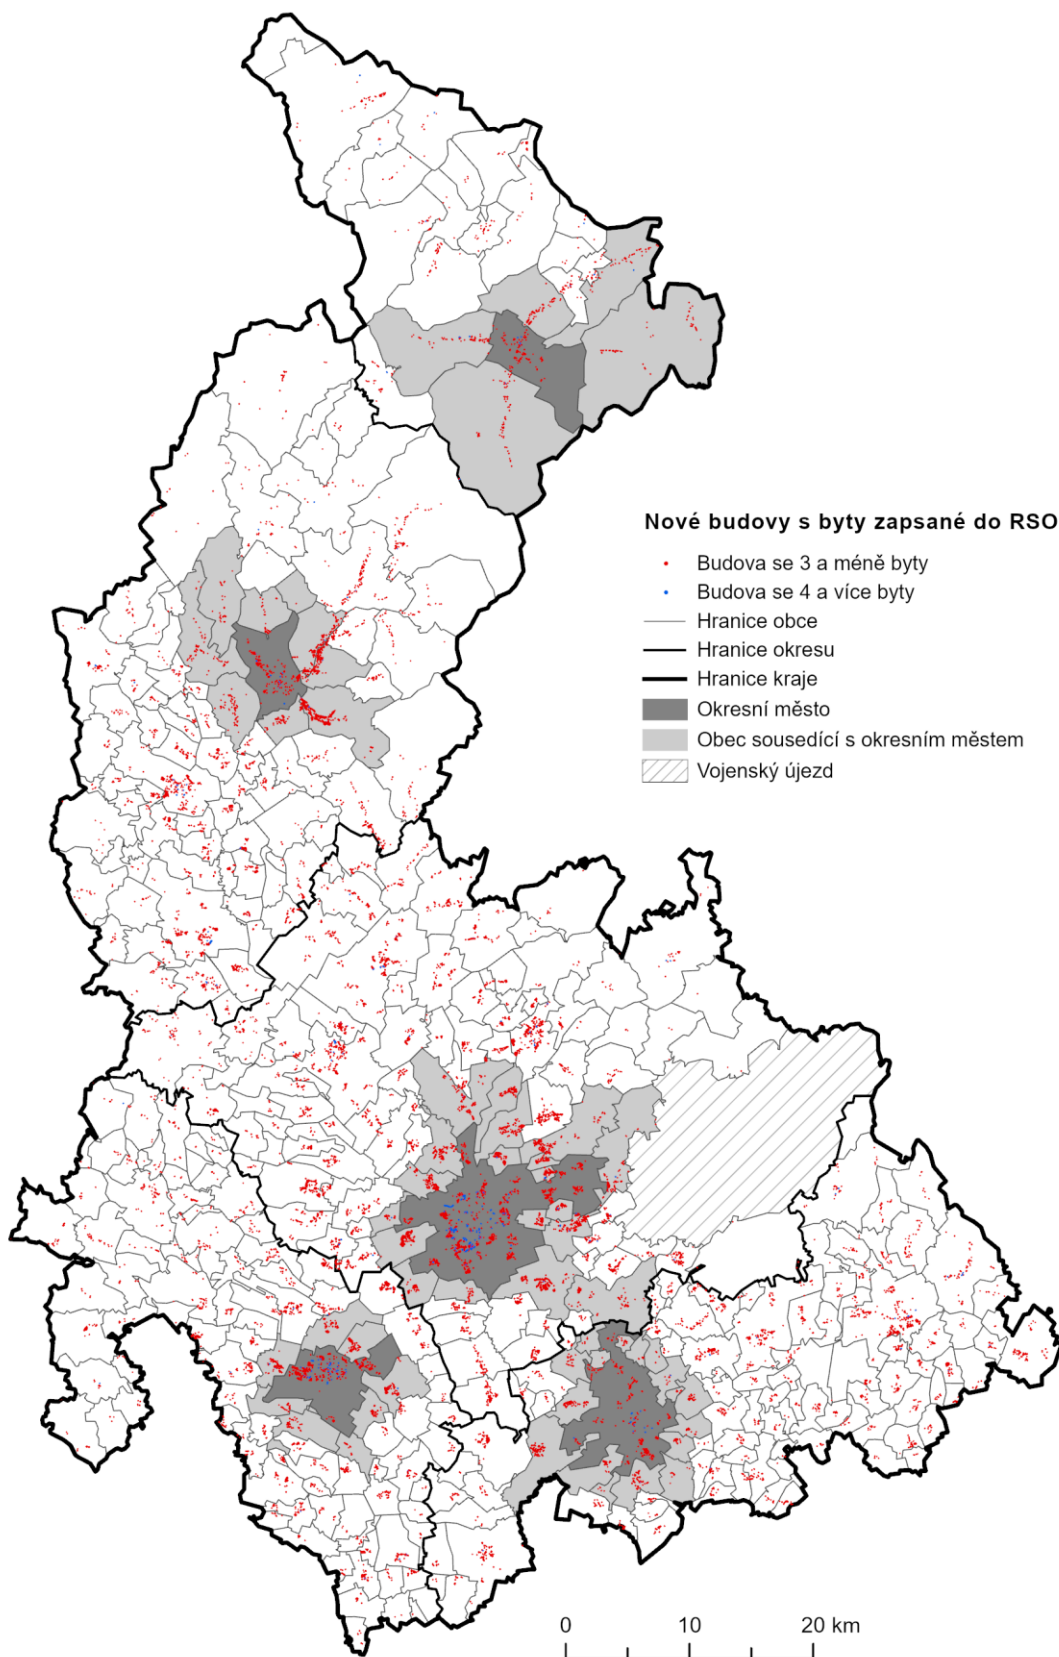 Nové budovy s byty zapsané do RSO
Budova se 3 a méně byty
Budova se 4 a více byty
Hranice obce
Hranice okresu
Hranice kraje
Okresní město
Obec sousedící s okresním městem
Vojenský újezd
0 10 20 km